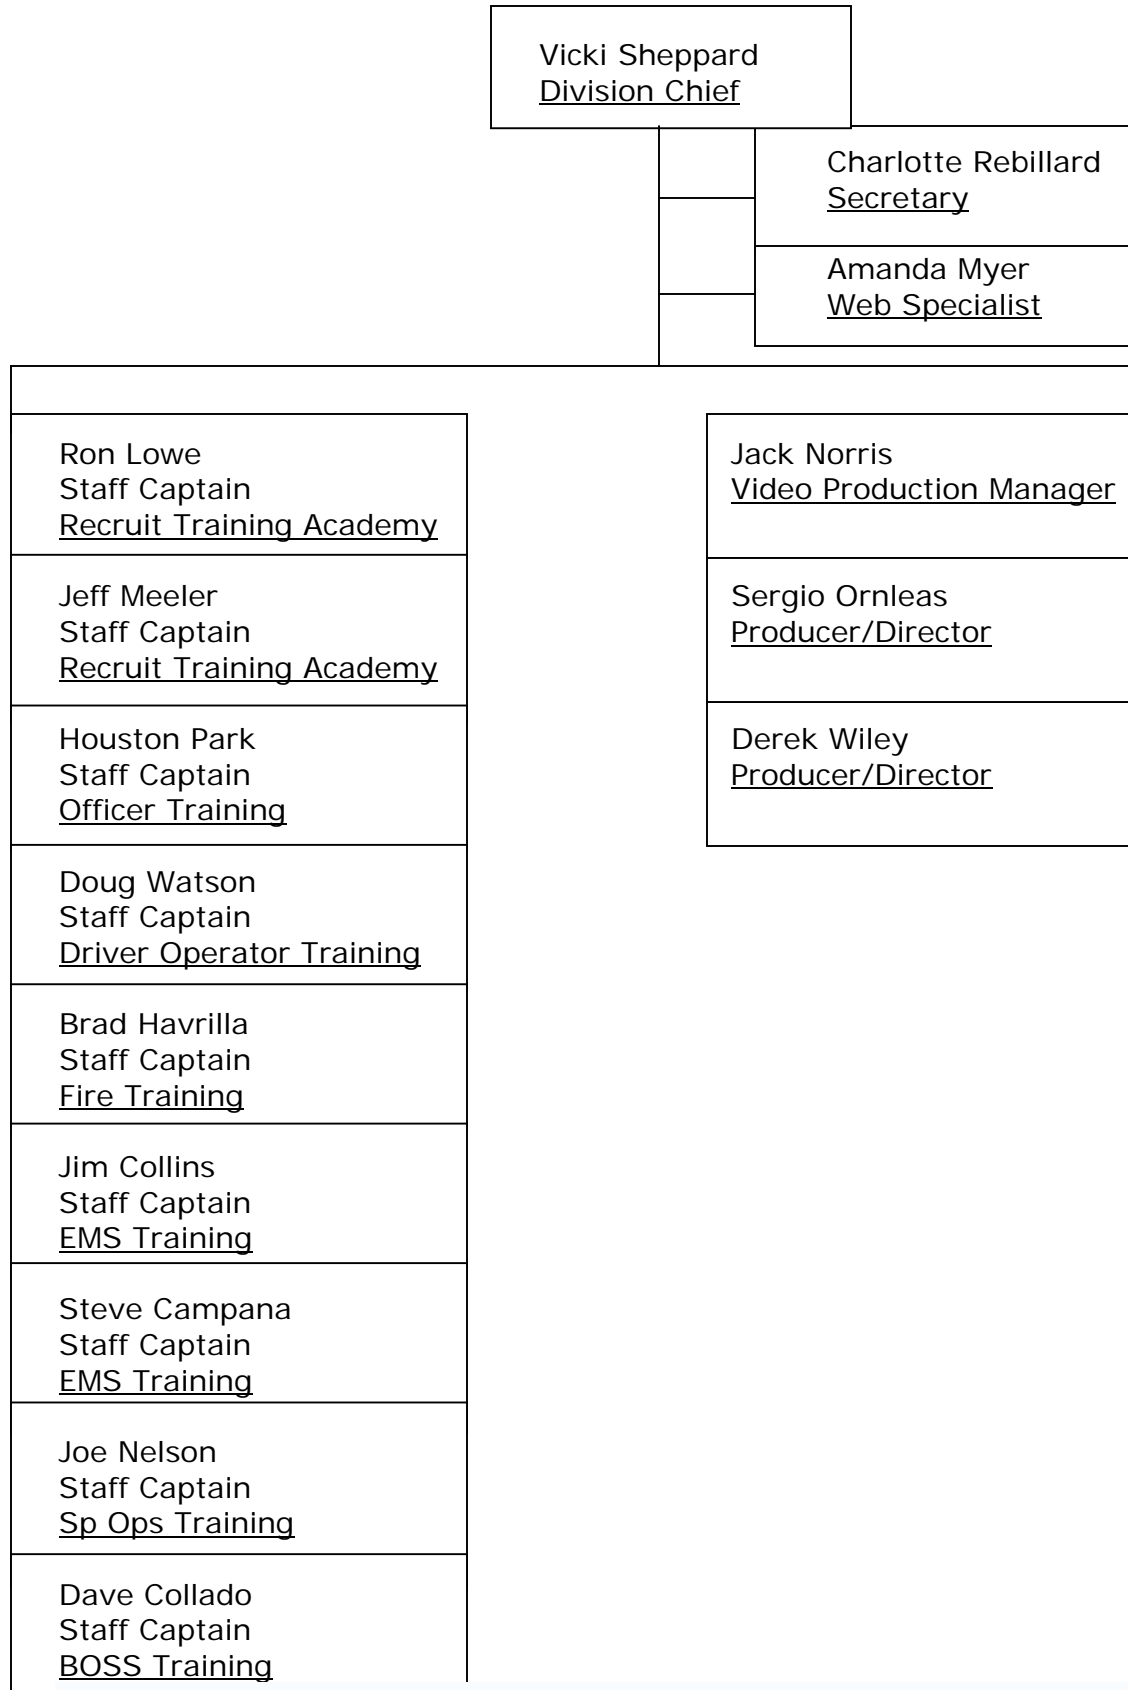 Vicki Sheppard
Division Chief
Charlotte Rebillard
Secretary
Amanda Myer
Web Specialist
Ron Lowe
Staff Captain
Recruit Training Academy
Jeff Meeler
Staff Captain
Recruit Training Academy
Houston Park
Staff Captain
Officer Training
Doug Watson
Staff Captain
Driver Operator Training
Brad Havrilla
Staff Captain
Fire Training
Jim Collins
Staff Captain
EMS Training
Steve Campana
Staff Captain
EMS Training
Joe Nelson
Staff Captain
Sp Ops Training
Dave Collado
Staff Captain
BOSS Training
Jack Norris
Video Production Manager
Sergio Ornleas
Producer/Director
Derek Wiley
Producer/Director